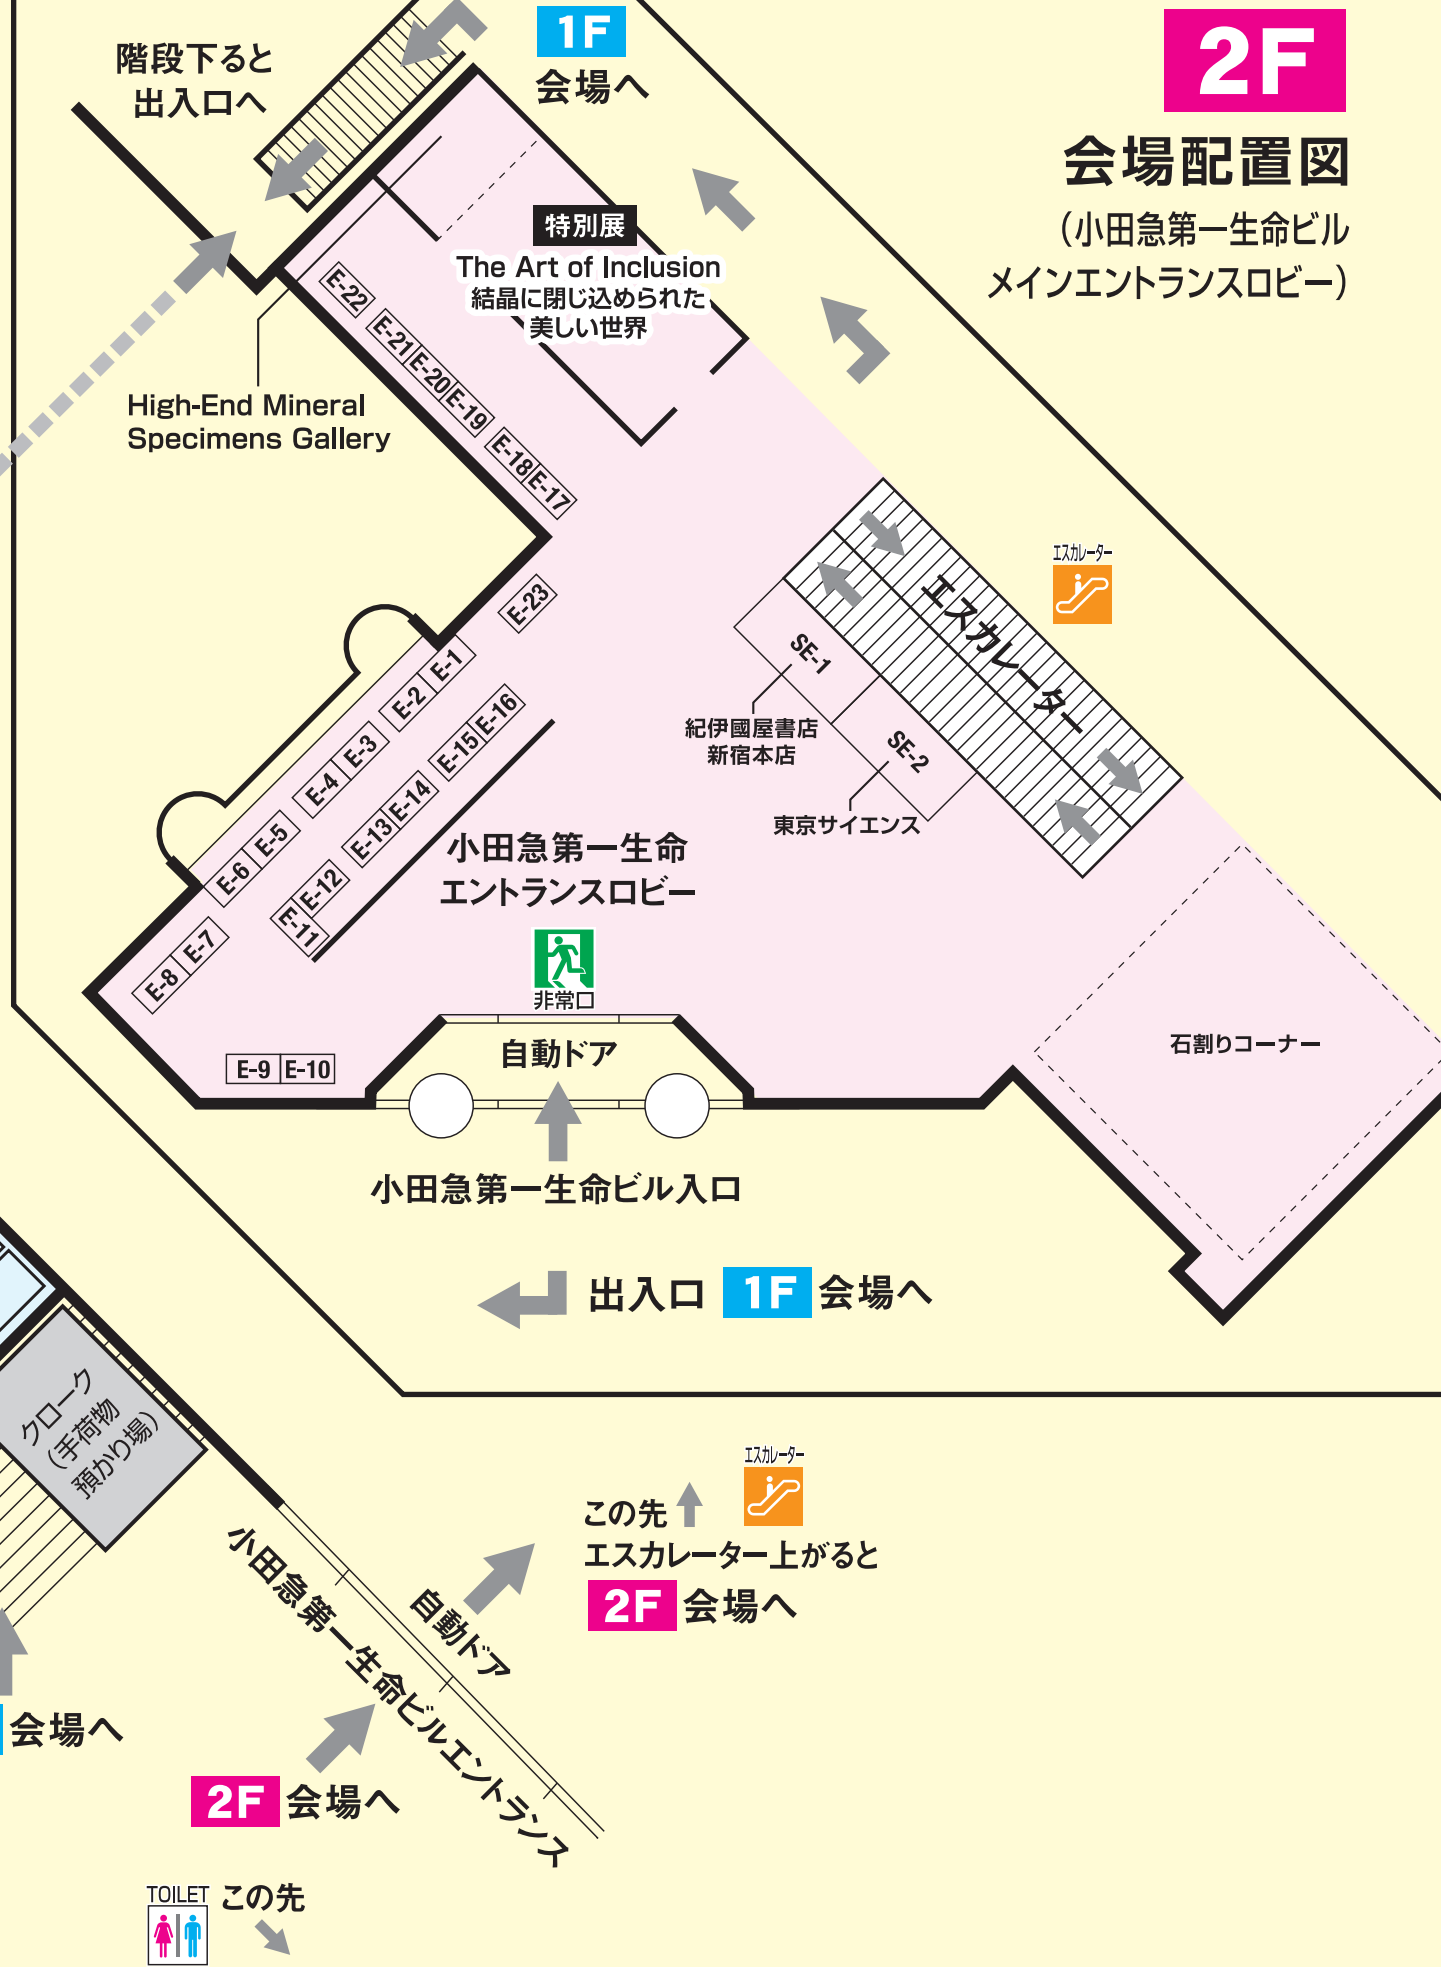 2F
会場配置図
（小田急第一生命ビル
メインエントランスロビー）
階段下ると
出入口へ
1F
会場へ
特別展
The Art of Inclusion
結晶に閉じ込められた
美しい世界
High-End Mineral
Specimens Gallery
E-22
E-21
E-20
E-19
E-18
E-17
E-23
E-1
E-2
E-3
E-4
E-5
E-6
E-7
E-8
E-9
E-10
E-16
E-15
E-14
E-13
E-12
E-11
エスカレーター
エスカレーター
SE-1
紀伊國屋書店
新宿本店
SE-2
東京サイエンス
小田急第一生命
エントランスロビー
非常口
自動ドア
石割りコーナー
小田急第一生命ビル入口
出入口 1F 会場へ
クローク
（手荷物
預かり場）
エスカレーター
この先
エスカレーター上がると
2F 会場へ
自動ドア
小田急第一生命ビルエントランス
会場へ
2F 会場へ
TOILET この先